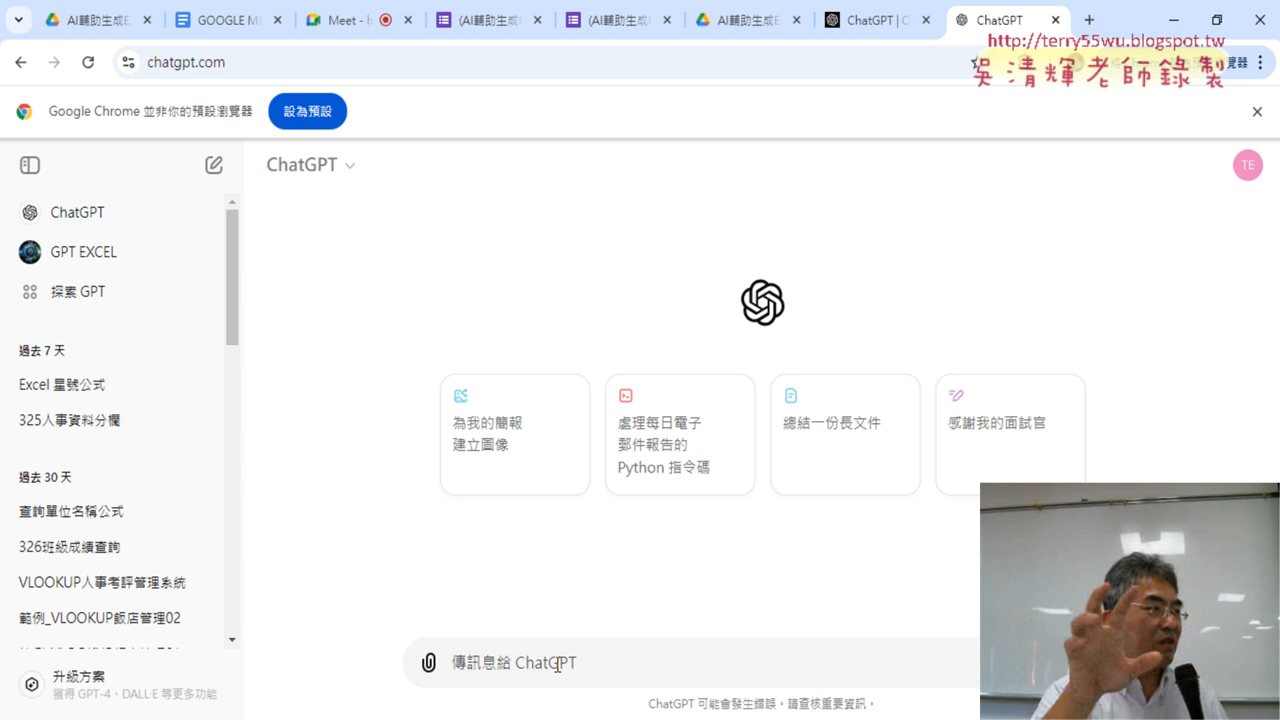 AI輔助生成E
GOOGLE M
Meet - h
(AI輔助生成
(AI輔助生成
AI輔助生成E
ChatGPT | C
ChatGPT
http://terry55wu.blogspot.tw
chatgpt.com
吳清輝老師錄製
覽器
Google Chrome 並非你的預設瀏覽器
設為預設
ChatGPT
TE
ChatGPT
GPT EXCEL
探索 GPT
過去 7 天
Excel 星號公式
325人事資料分欄
過去 30 天
查詢單位名稱公式
326班級成績查詢
VLOOKUP人事考評管理系統
範例_VLOOKUP飯店管理02
升級方案
獲得 GPT-4、DALL·E 等更多功能
為我的簡報
建立圖像
處理每日電子
郵件報告的
Python 指令碼
總結一份長文件
感謝我的面試官
傳訊息給 ChatGPT
ChatGPT 可能會發生錯誤。請查核重要資訊。